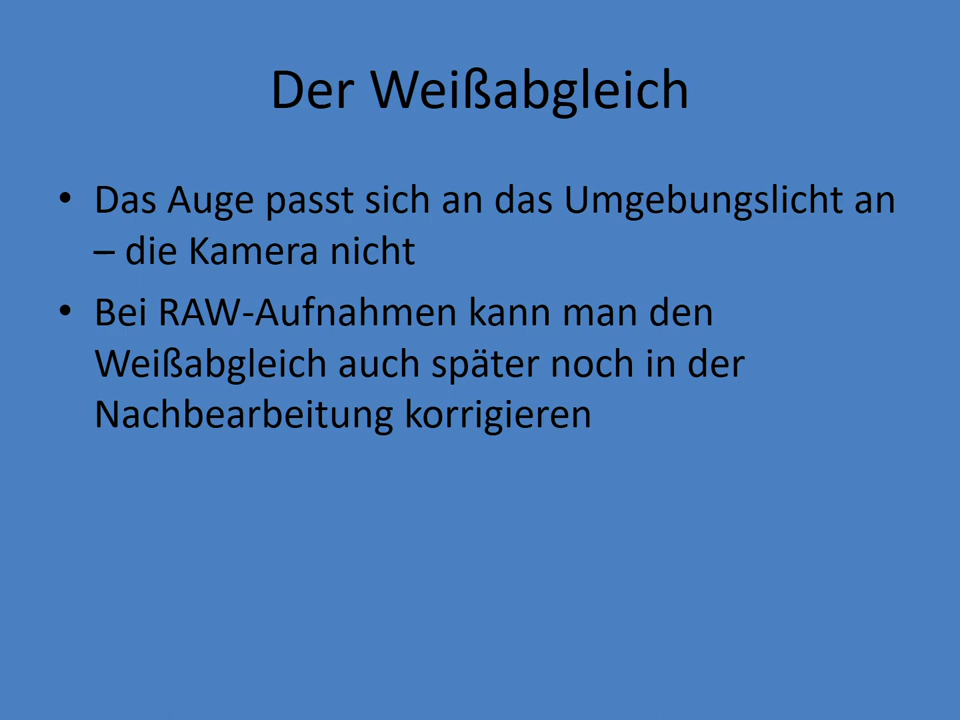 Der Weißabgleich
• Das Auge passt sich an das Umgebungslicht an
– die Kamera nicht
• Bei RAW-Aufnahmen kann man den
Weißabgleich auch später noch in der
Nachbearbeitung korrigieren